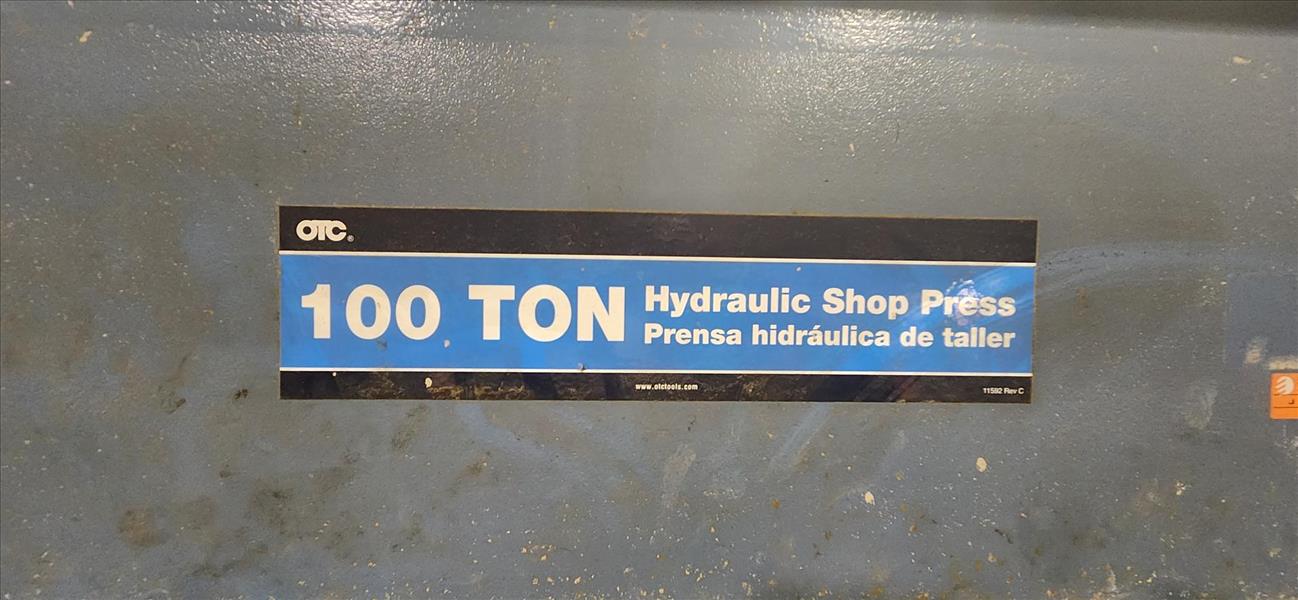 OTC®
100 TON
Hydraulic Shop Press
Prensa hidráulica de taller
www.otctools.com
11592 Rev C